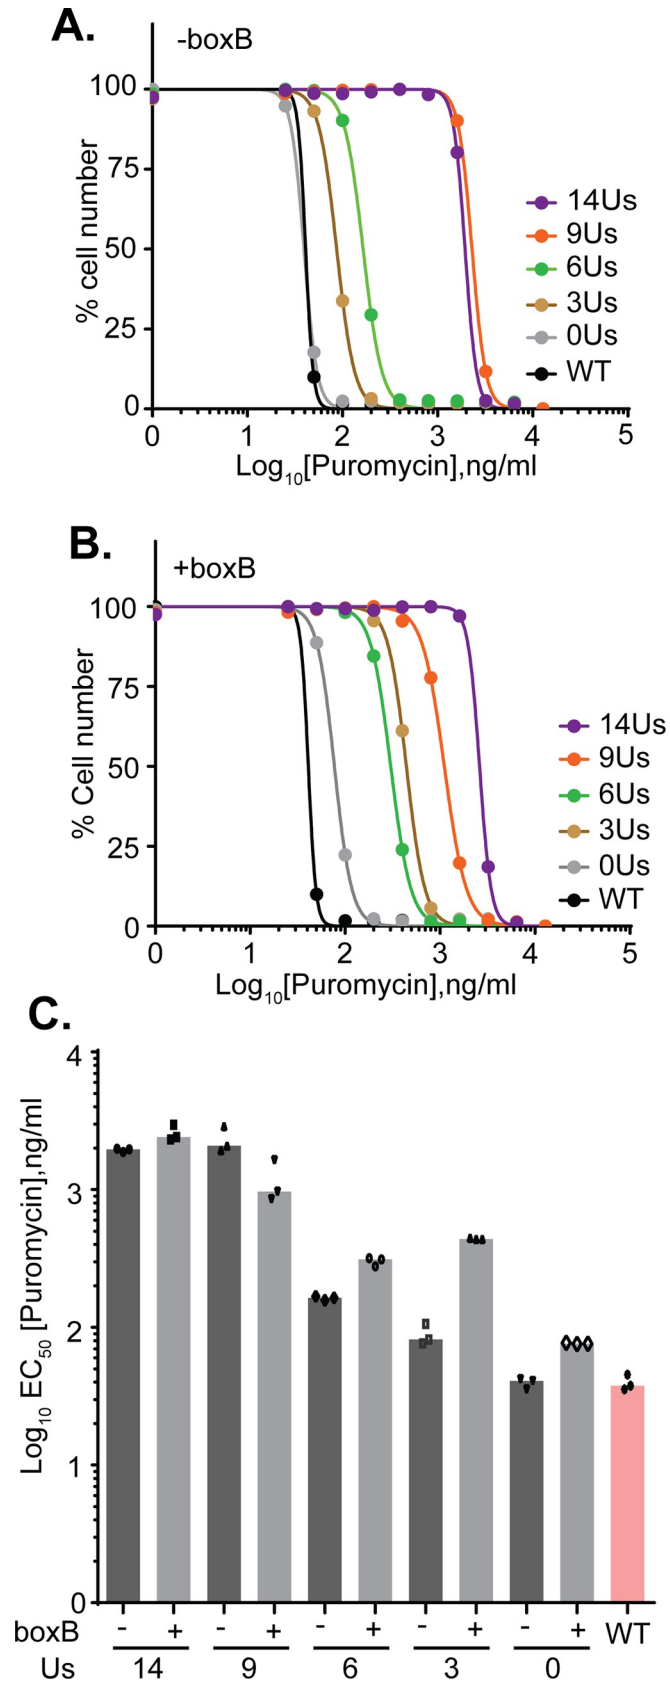 A.
-boxB
% cell number
100
75
50
25
0
14Us
9Us
6Us
3Us
0Us
WT
0 1 2 3 4 5
Log10[Puromycin],ng/ml
B.
+boxB
% Cell number
100
75
50
25
0
14Us
9Us
6Us
3Us
0Us
WT
0 1 2 3 4 5
Log10[Puromycin],ng/ml
C.
Log10 EC50 [Puromycin],ng/ml
4
3
2
1
0
boxB - + - + - + - + - + WT
Us 14 9 6 3 0